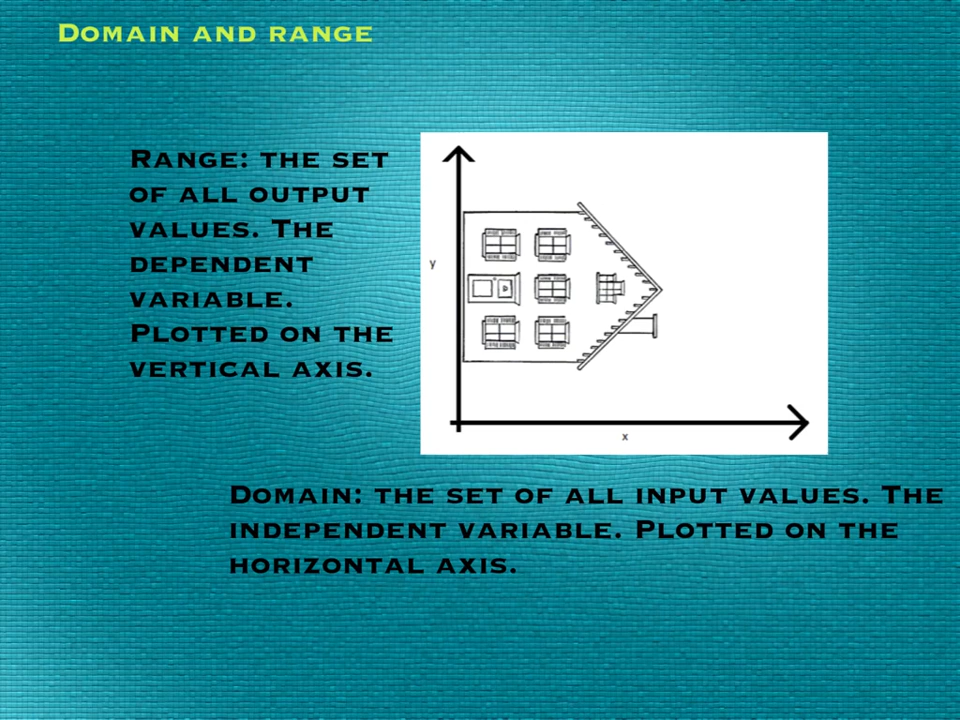 Domain and range
Range: the set
of all output
values. The
dependent
variable.
Plotted on the
vertical axis.
y
x
Domain: the set of all input values. The
independent variable. Plotted on the
horizontal axis.